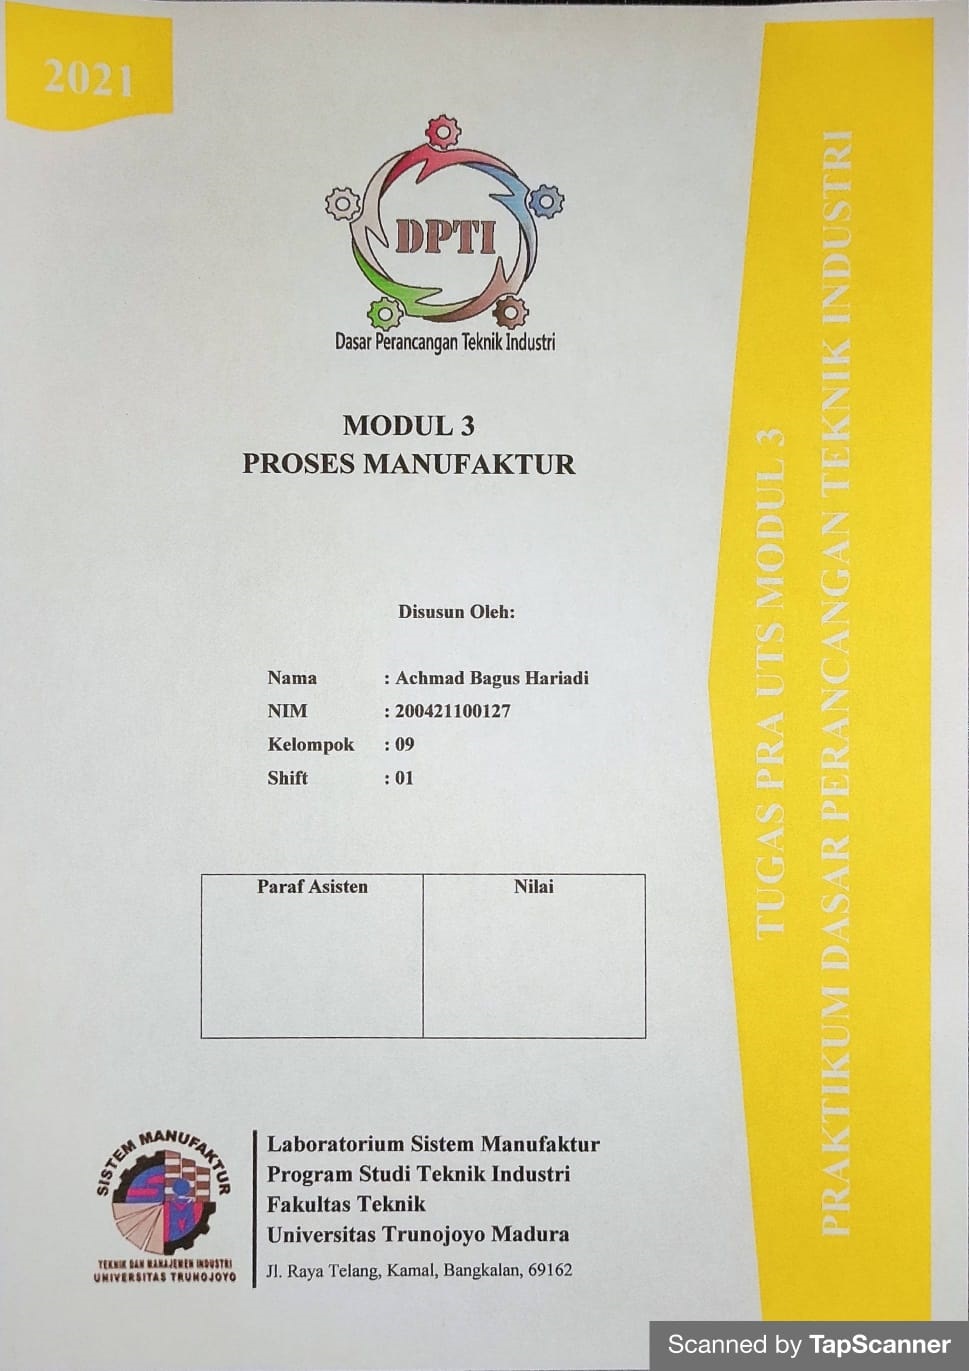 2021
DPTI
Dasar Perancangan Teknik Industri
MODUL 3
PROSES MANUFAKTUR
Disusun Oleh:
Nama : Achmad Bagus Hariadi
NIM : 200421100127
Kelompok : 09
Shift : 01
Paraf Asisten Nilai
SISTEM MANUFAKTUR
SIM
TEKNIK DAN MANAJEMEN INDUSTRI
UNIVERSITAS TRUNOJOYO
Laboratorium Sistem Manufaktur
Program Studi Teknik Industri
Fakultas Teknik
Universitas Trunojoyo Madura
Jl. Raya Telang, Kamal, Bangkalan, 69162
TUGAS PRA UTS MODUL 3
PRAKTIKUM DASAR PERANCANGAN TEKNIK INDUSTRI
Scanned by TapScanner